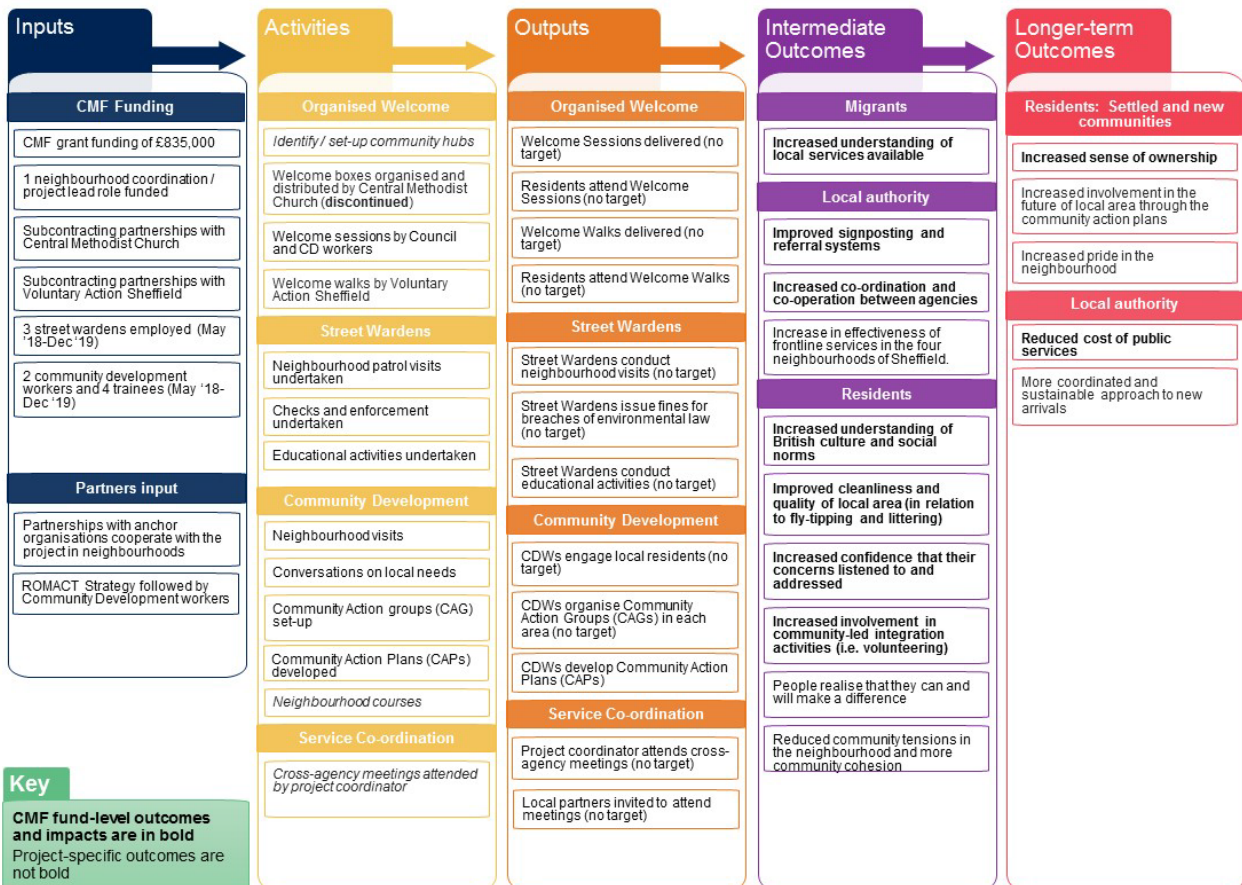 Inputs
CMF Funding
CMF grant funding of £835,000
1 neighbourhood coordination /
project lead role funded
Subcontracting partnerships with
Central Methodist Church
Subcontracting partnerships with
Voluntary Action Sheffield
3 street wardens employed (May
'18-Dec '19)
2 community development
workers and 4 trainees (May '18-
Dec '19)
Partners input
Partnerships with anchor
organisations cooperate with the
project in neighbourhoods
ROMACT Strategy followed by
Community Development workers
Key
CMF fund-level outcomes
and impacts are in bold
Project-specific outcomes are
not bold
Activities
Organised Welcome
Identify / set-up community hubs
Welcome boxes organised and
distributed by Central Methodist
Church (discontinued)
Welcome sessions by Council
and CD workers
Welcome walks by Voluntary
Action Sheffield
Street Wardens
Neighbourhood patrol visits
undertaken
Checks and enforcement
undertaken
Educational activities undertaken
Community Development
Neighbourhood visits
Conversations on local needs
Community Action groups (CAG)
set-up
Community Action Plans (CAPs)
developed
Neighbourhood courses
Service Co-ordination
Cross-agency meetings attended
by project coordinator
Outputs
Organised Welcome
Welcome Sessions delivered (no
target)
Residents attend Welcome
Sessions (no target)
Welcome Walks delivered (no
target)
Residents attend Welcome Walks
(no target)
Street Wardens
Street Wardens conduct
neighbourhood visits (no target)
Street Wardens issue fines for
breaches of environmental law
(no target)
Street Wardens conduct
educational activities (no target)
Community Development
CDWs engage local residents (no
target)
CDWs organise Community
Action Groups (CAGs) in each
area (no target)
CDWs develop Community Action
Plans (CAPs)
Service Co-ordination
Project coordinator attends cross-
agency meetings (no target)
Local partners invited to attend
meetings (no target)
Intermediate
Outcomes
Migrants
Increased understanding of
local services available
Local authority
Improved signposting and
referral systems
Increased co-ordination and
co-operation between agencies
Increase in effectiveness of
frontline services in the four
neighbourhoods of Sheffield.
Residents
Increased understanding of
British culture and social
norms
Improved cleanliness and
quality of local area (in relation
to fly-tipping and littering)
Increased confidence that their
concerns listened to and
addressed
Increased involvement in
community-led integration
activities (i.e. volunteering)
People realise that they can and
will make a difference
Reduced community tensions in
the neighbourhood and more
community cohesion
Longer-term
Outcomes
Residents: Settled and new
communities
Increased sense of ownership
Increased involvement in the
future of local area through the
community action plans
Increased pride in the
neighbourhood
Local authority
Reduced cost of public
services
More coordinated and
sustainable approach to new
arrivals